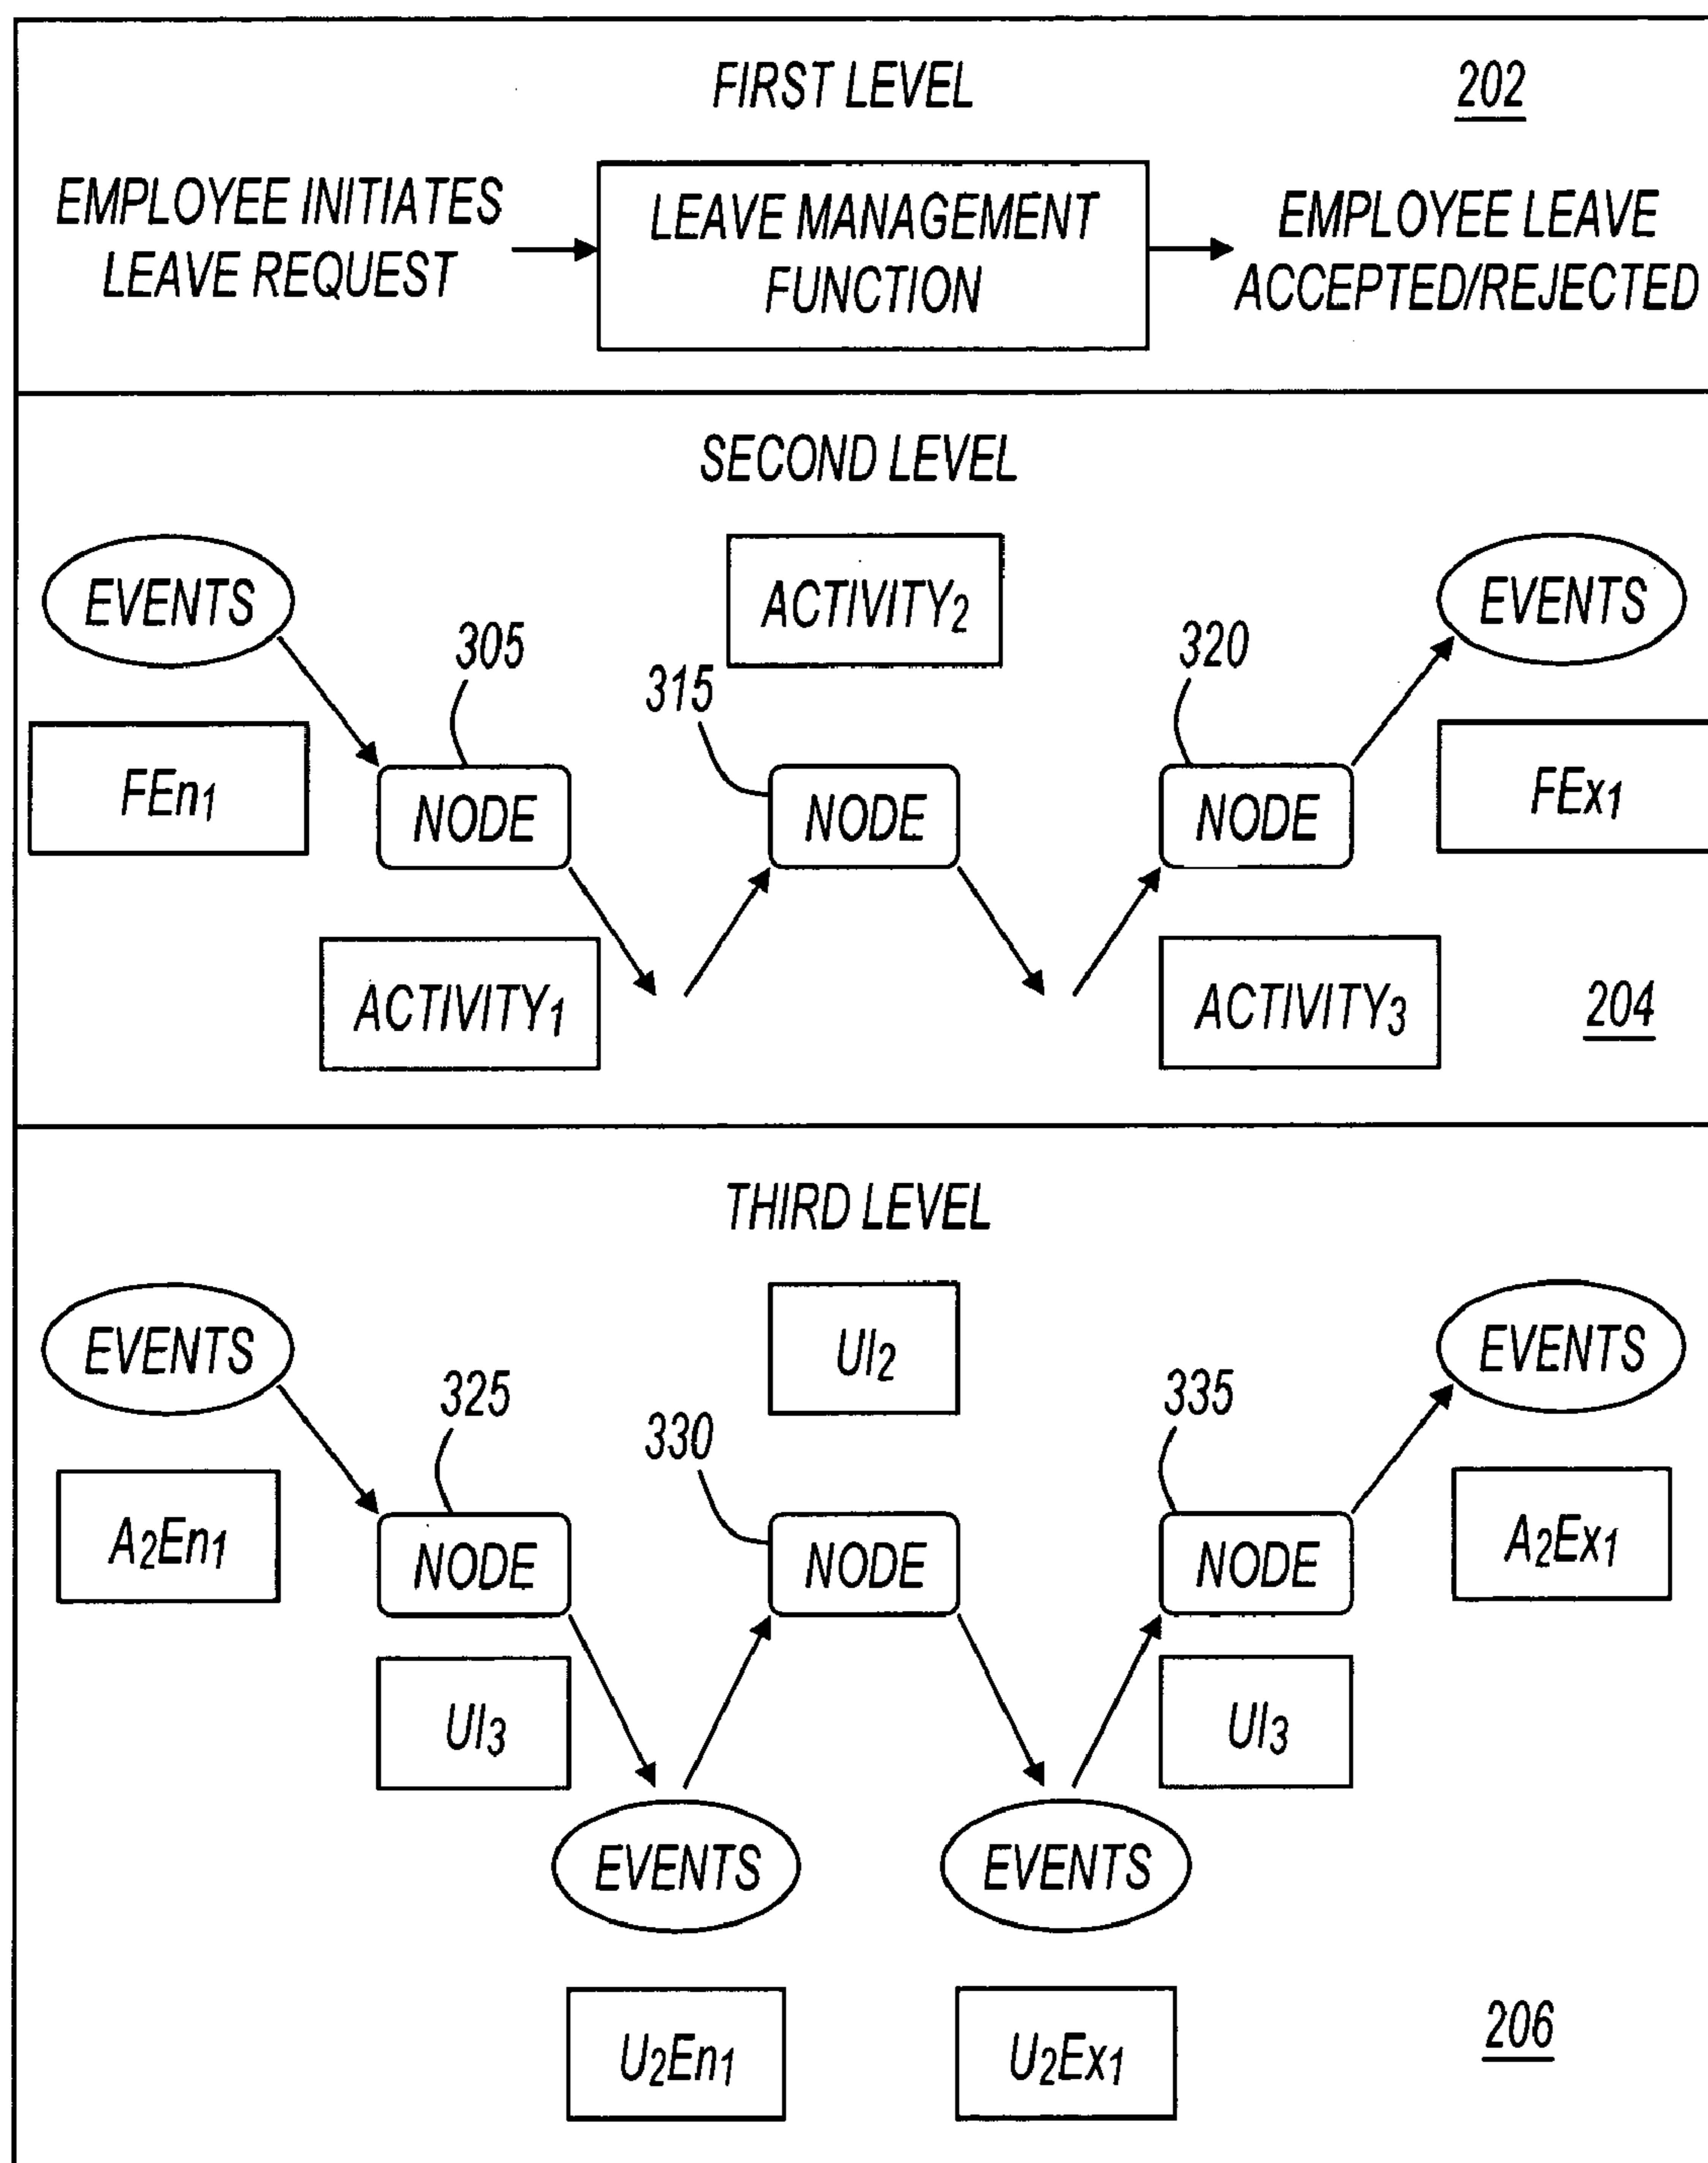 FIRST LEVEL
202
EMPLOYEE INITIATES
LEAVE REQUEST
LEAVE MANAGEMENT
FUNCTION
EMPLOYEE LEAVE
ACCEPTED/REJECTED
SECOND LEVEL
EVENTS
ACTIVITY₂
EVENTS
305
315
320
FEn₁
NODE
NODE
NODE
FEx₁
ACTIVITY₁
ACTIVITY₃
204
THIRD LEVEL
EVENTS
UI₂
EVENTS
325
330
335
A₂En₁
NODE
NODE
NODE
A₂Ex₁
UI₃
UI₃
EVENTS
EVENTS
U₂En₁
U₂Ex₁
206